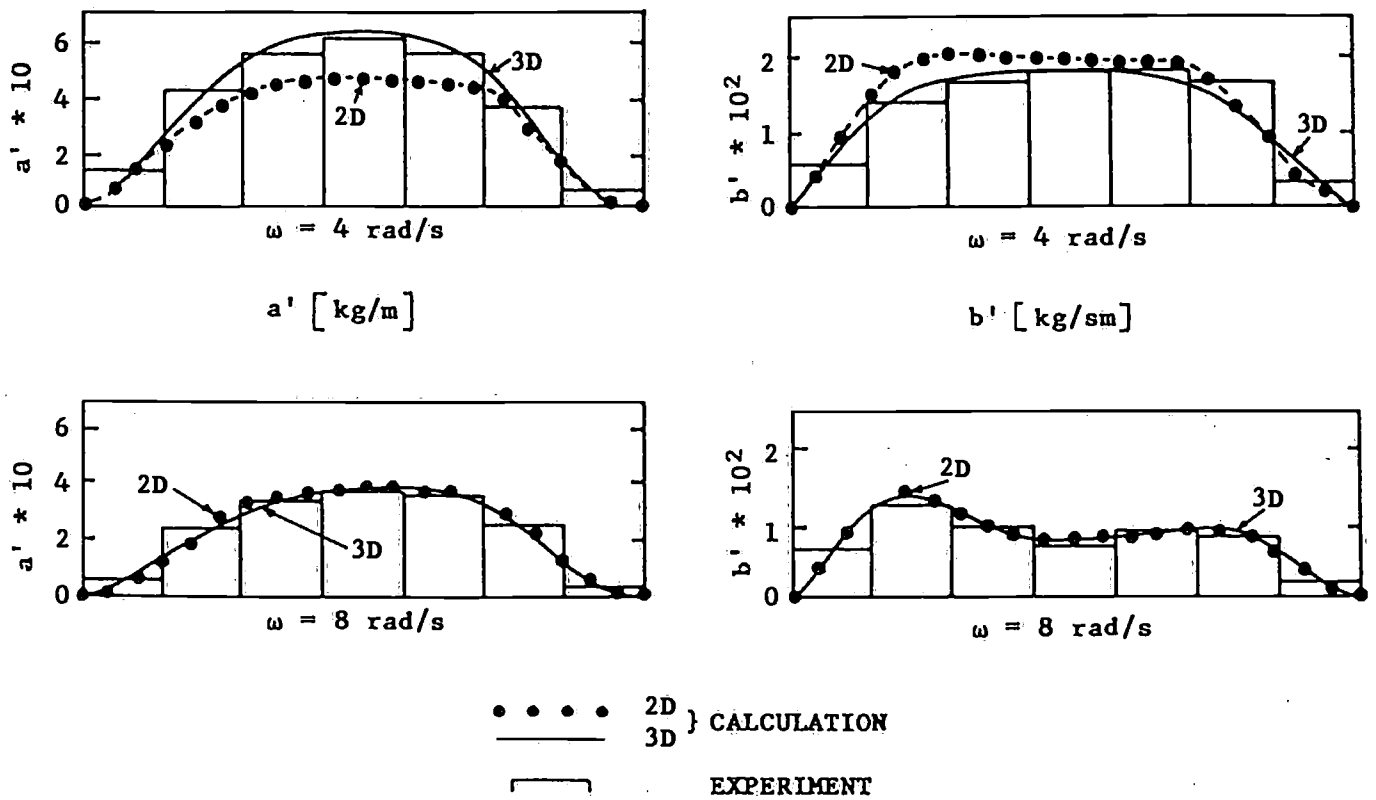 6
4
2
0
a' * 10
3D
2D
ω = 4 rad/s
2
1
0
b' * 10²
2D
3D
ω = 4 rad/s
a' [kg/m]
b' [kg/sm]
6
4
2
0
a' * 10
2D
3D
ω = 8 rad/s
2
1
0
b' * 10²
2D
3D
ω = 8 rad/s
2D
3D
} CALCULATION
EXPERIMENT